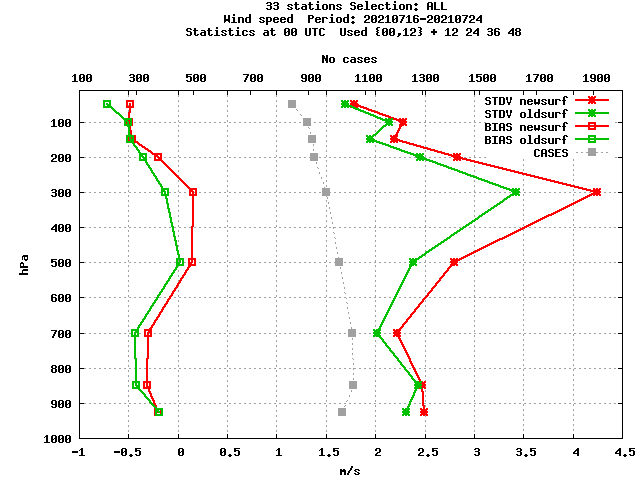 33 stations Selection: ALL
Wind speed  Period: 20210716-20210724
Statistics at 00 UTC  Used {00,12} + 12 24 36 48
No cases
100 300 500 700 900 1100 1300 1500 1700 1900
STDV newsurf
STDV oldsurf
BIAS newsurf
BIAS oldsurf
CASES
100
200
300
400
500
600
700
800
900
1000
hPa
-1 -0.5 0 0.5 1 1.5 2 2.5 3 3.5 4 4.5
m/s